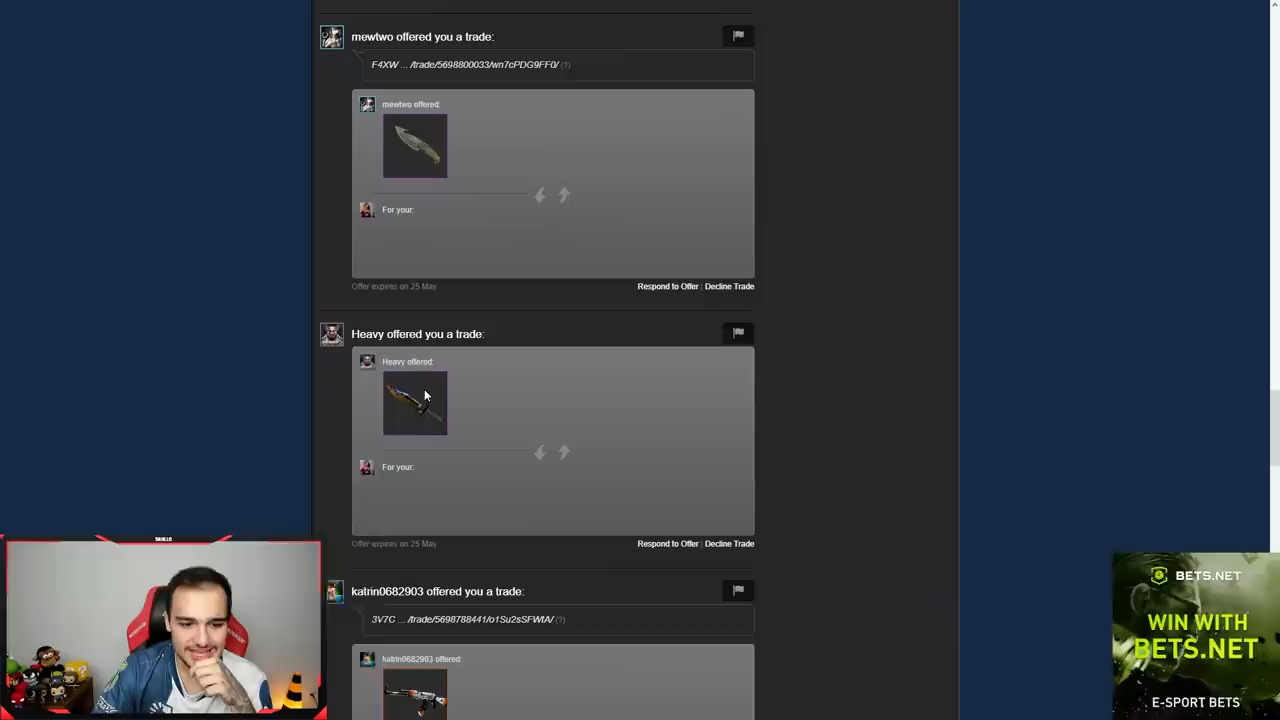 mewtwo offered you a trade:
F4XW ... /trade/5698800033/wn7cPDG9FF0/ (?)
mewtwo offered:
For your:
Offer expires on 25 May
Respond to Offer | Decline Trade
Heavy offered you a trade:
Heavy offered:
For your:
Offer expires on 25 May
Respond to Offer | Decline Trade
katrin0682903 offered you a trade:
3V7C ... /trade/5698788441/o1Su2sSFWtA/ (?)
katrin0682903 offered:
BETS.NET
WIN WITH
BETS.NET
E-SPORT BETS